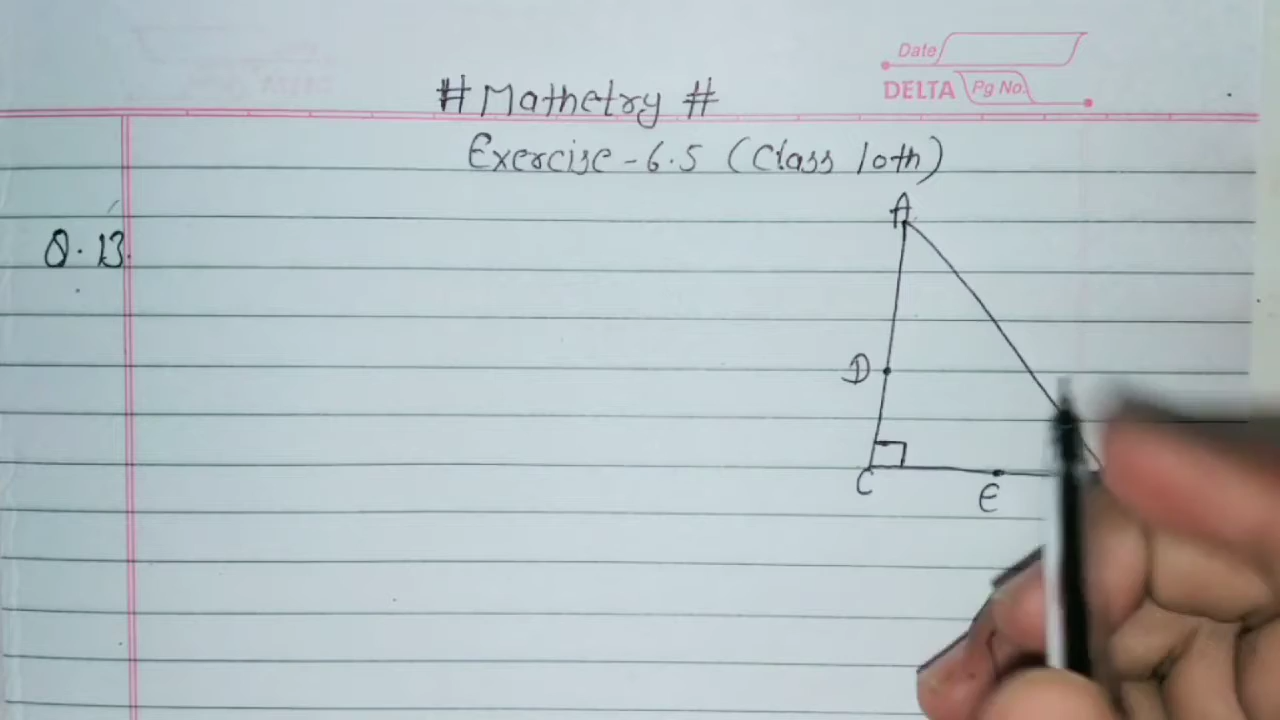 Date
# Mathetry #
DELTA Pg No.
Exercise - 6.5 (Class 10th)
A
Q. 13.
D
C
E